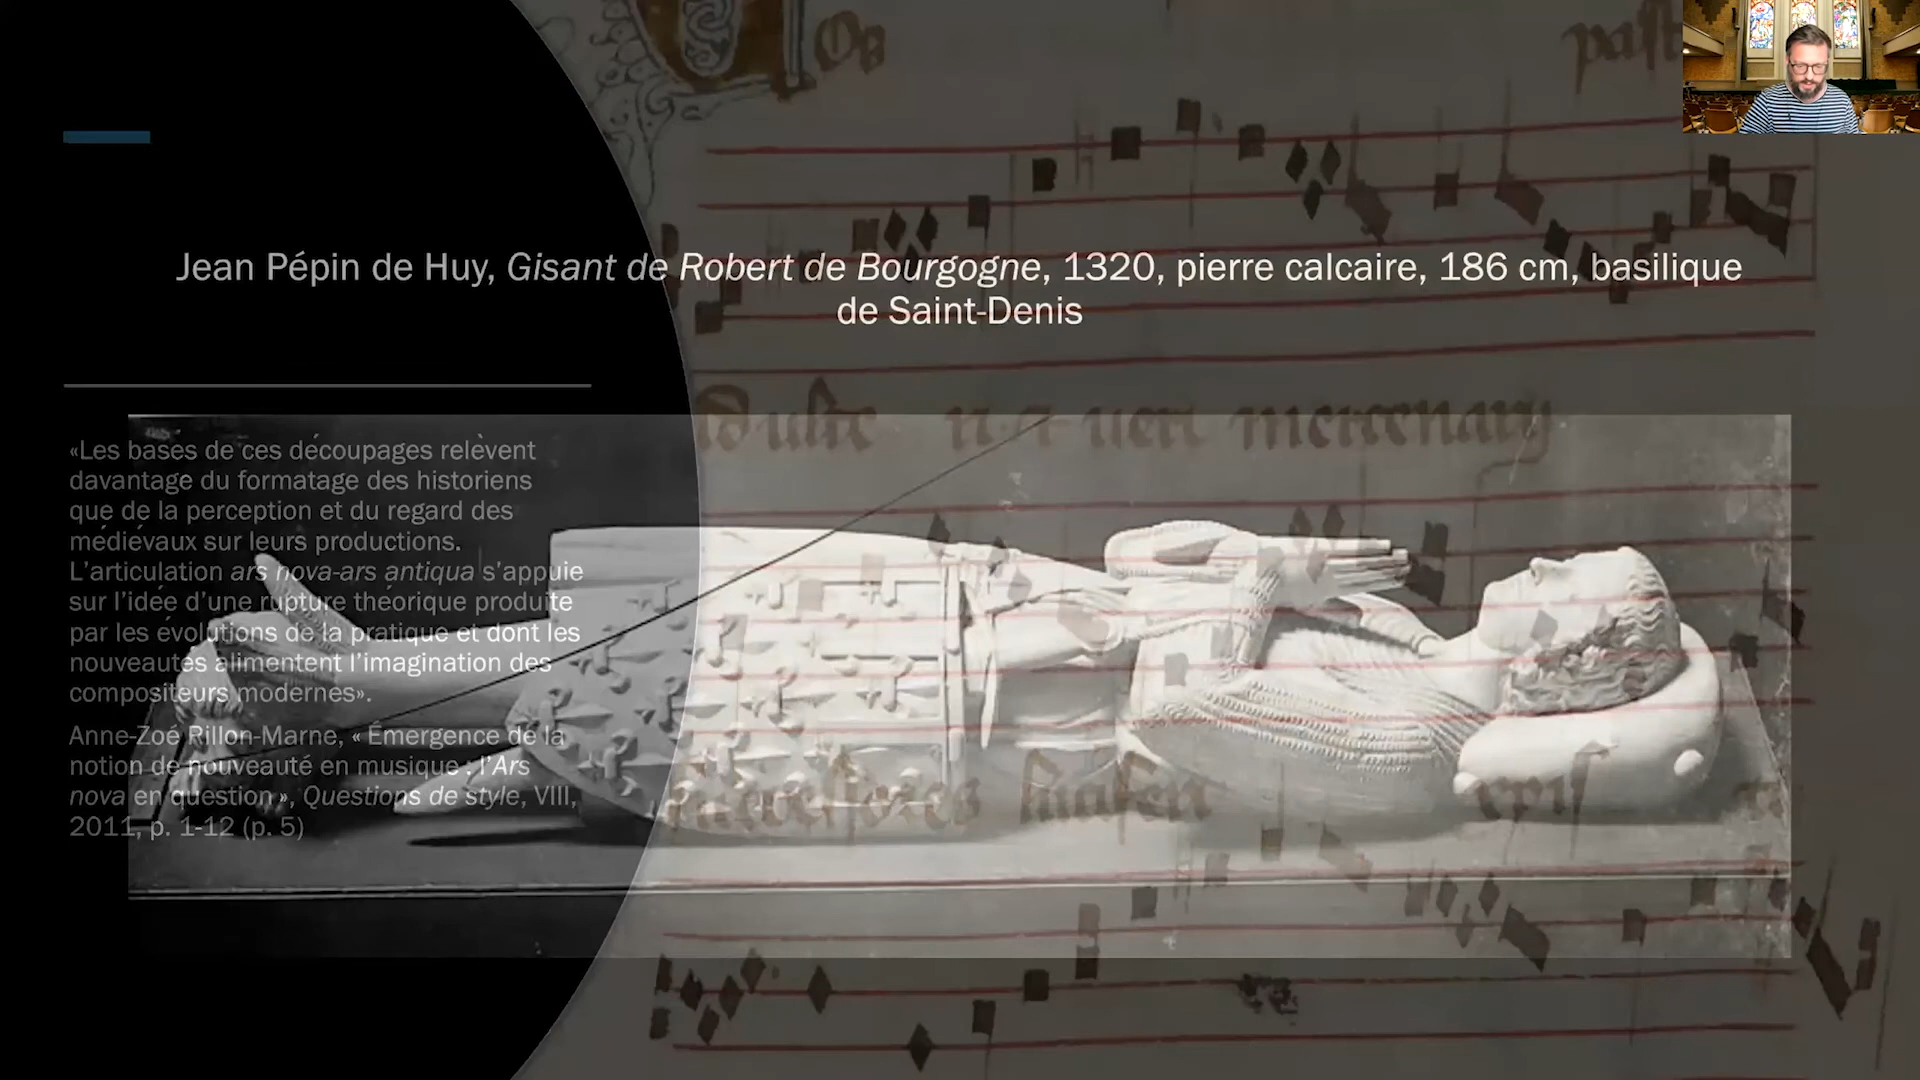 Jean Pépin de Huy, Gisant de Robert de Bourgogne, 1320, pierre calcaire, 186 cm, basilique
de Saint-Denis
«Les bases de ces découpages relèvent
davantage du formatage des historiens
que de la perception et du regard des
médiévaux sur leurs productions.
L’articulation ars nova-ars antiqua s’appuie
sur l’idée d’une rupture théorique produite
par les évolutions de la pratique et dont les
nouveautés alimentent l’imagination des
compositeurs modernes».
Anne-Zoé Rillon-Marne, « Émergence de la
notion de nouveauté en musique : l’Ars
nova en question », Questions de style, VIII,
2011, p. 1-12 (p. 5)